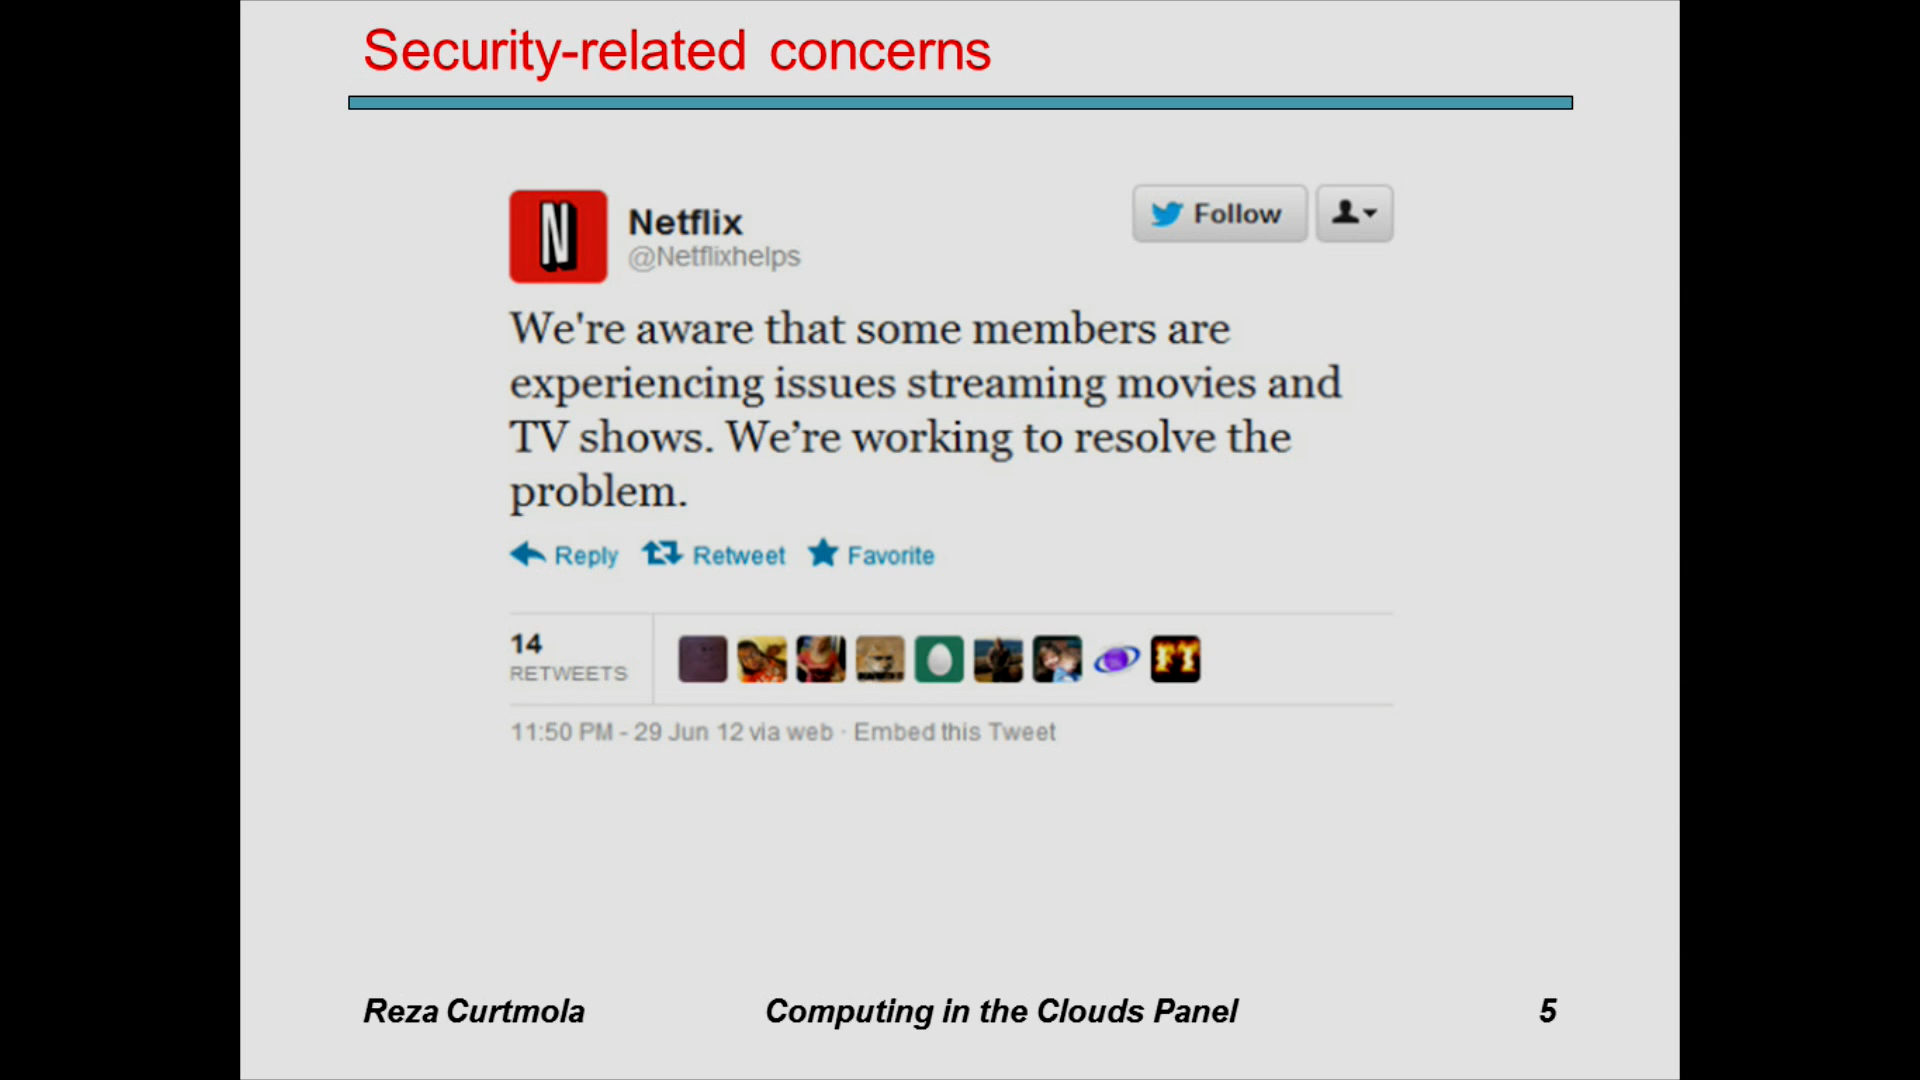 Security-related concerns
N
Netflix
@Netflixhelps
Follow
We're aware that some members are
experiencing issues streaming movies and
TV shows. We’re working to resolve the
problem.
Reply Retweet Favorite
14
RETWEETS
FT
11:50 PM - 29 Jun 12 via web · Embed this Tweet
Reza Curtmola Computing in the Clouds Panel 5